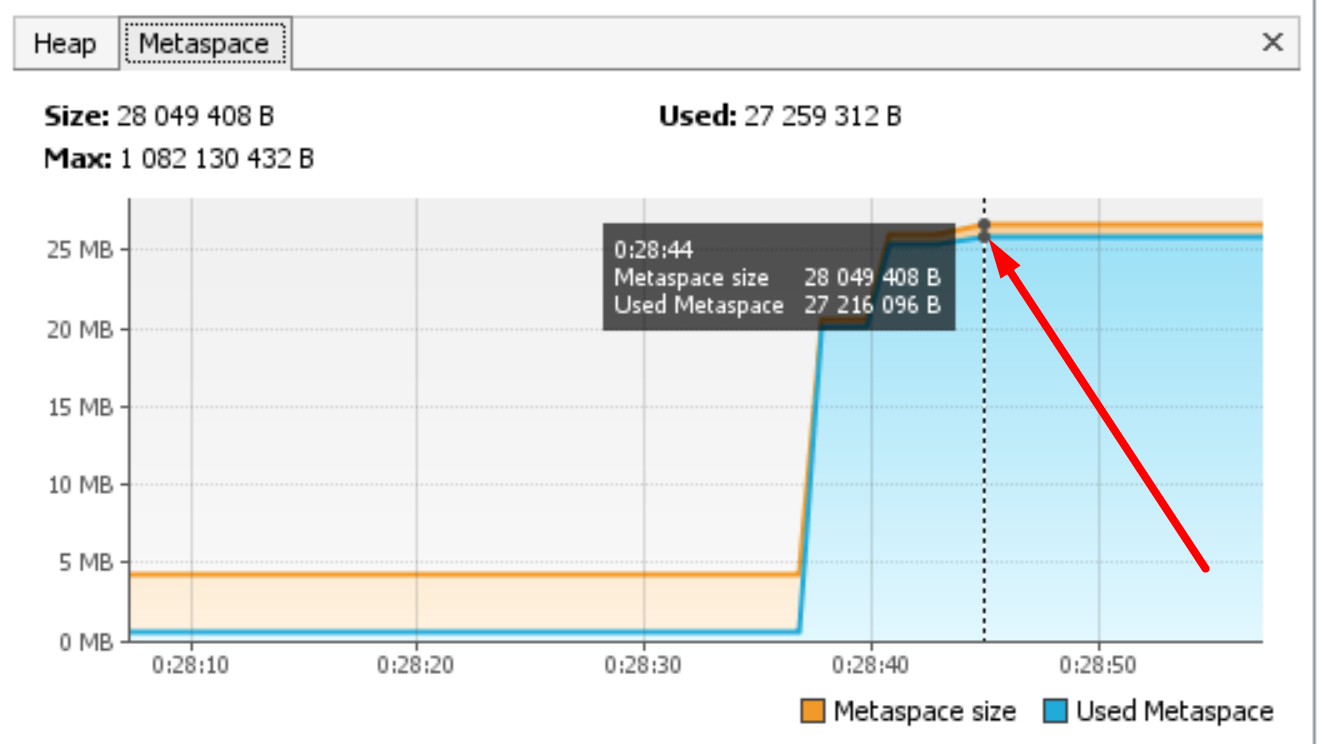 Heap Metaspace ×
Size: 28 049 408 B Used: 27 259 312 B
Max: 1 082 130 432 B
0:28:44
Metaspace size 28 049 408 B
Used Metaspace 27 216 096 B
25 MB
20 MB
15 MB
10 MB
5 MB
0 MB
0:28:10 0:28:20 0:28:30 0:28:40 0:28:50
Metaspace size Used Metaspace